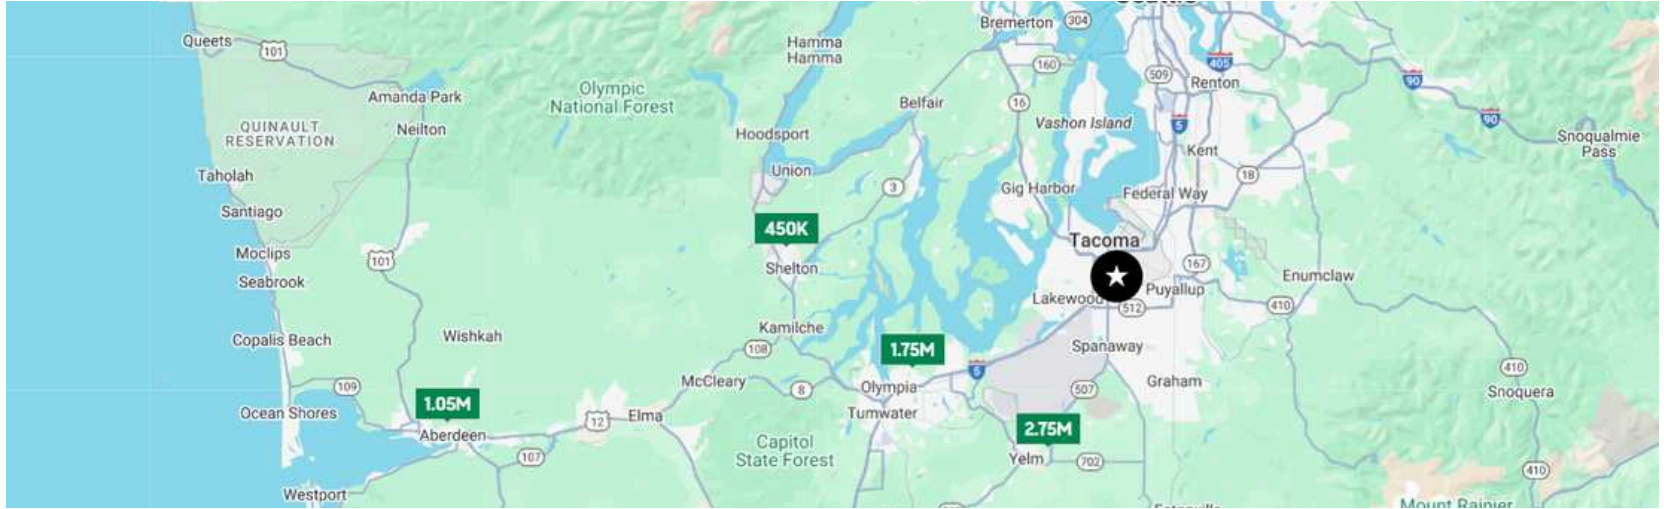 Seattle
Bremerton
304
Queets
101
Hamma
Hamma
160
405
90
509
Renton
Olympic
National Forest
Amanda Park
Belfair
16
90
Vashon Island
5
QUINAULT
RESERVATION
Neilton
Hoodsport
Snoqualmie
Pass
Kent
Union
Taholah
3
Gig Harbor
Federal Way
18
Santiago
450K
Tacoma
Moclips
101
Shelton
167
Seabrook
Enumclaw
Puyallup
Lakewood
512
410
Kamilche
Copalis Beach
Wishkah
108
1.75M
Spanaway
5
410
McCleary
8
Olympia
507
Graham
109
Snoquera
1.05M
Ocean Shores
Tumwater
12
Elma
2.75M
Aberdeen
Capitol
State Forest
107
Yelm
702
410
Westport
Mount Rainier
Eatonville